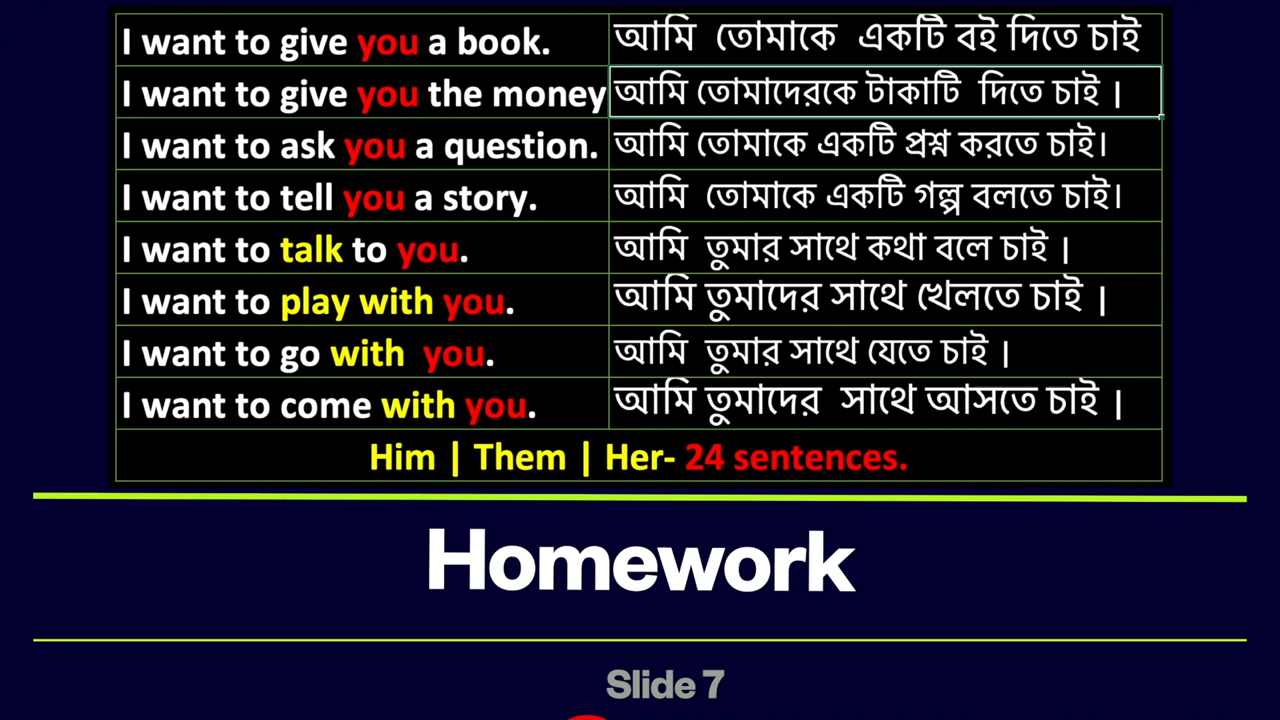 I want to give you a book. আমি তোমাকে একটি বই দিতে চাই
I want to give you the money আমি তোমাদেরকে টাকাটি দিতে চাই ।
I want to ask you a question. আমি তোমাকে একটি প্রশ্ন করতে চাই।
I want to tell you a story. আমি তোমাকে একটি গল্প বলতে চাই।
I want to talk to you. আমি তুমার সাথে কথা বলে চাই ।
I want to play with you. আমি তুমাদের সাথে খেলতে চাই ।
I want to go with you. আমি তুমার সাথে যেতে চাই ।
I want to come with you. আমি তুমাদের সাথে আসতে চাই ।
Him | Them | Her- 24 sentences.
Homework
Slide 7